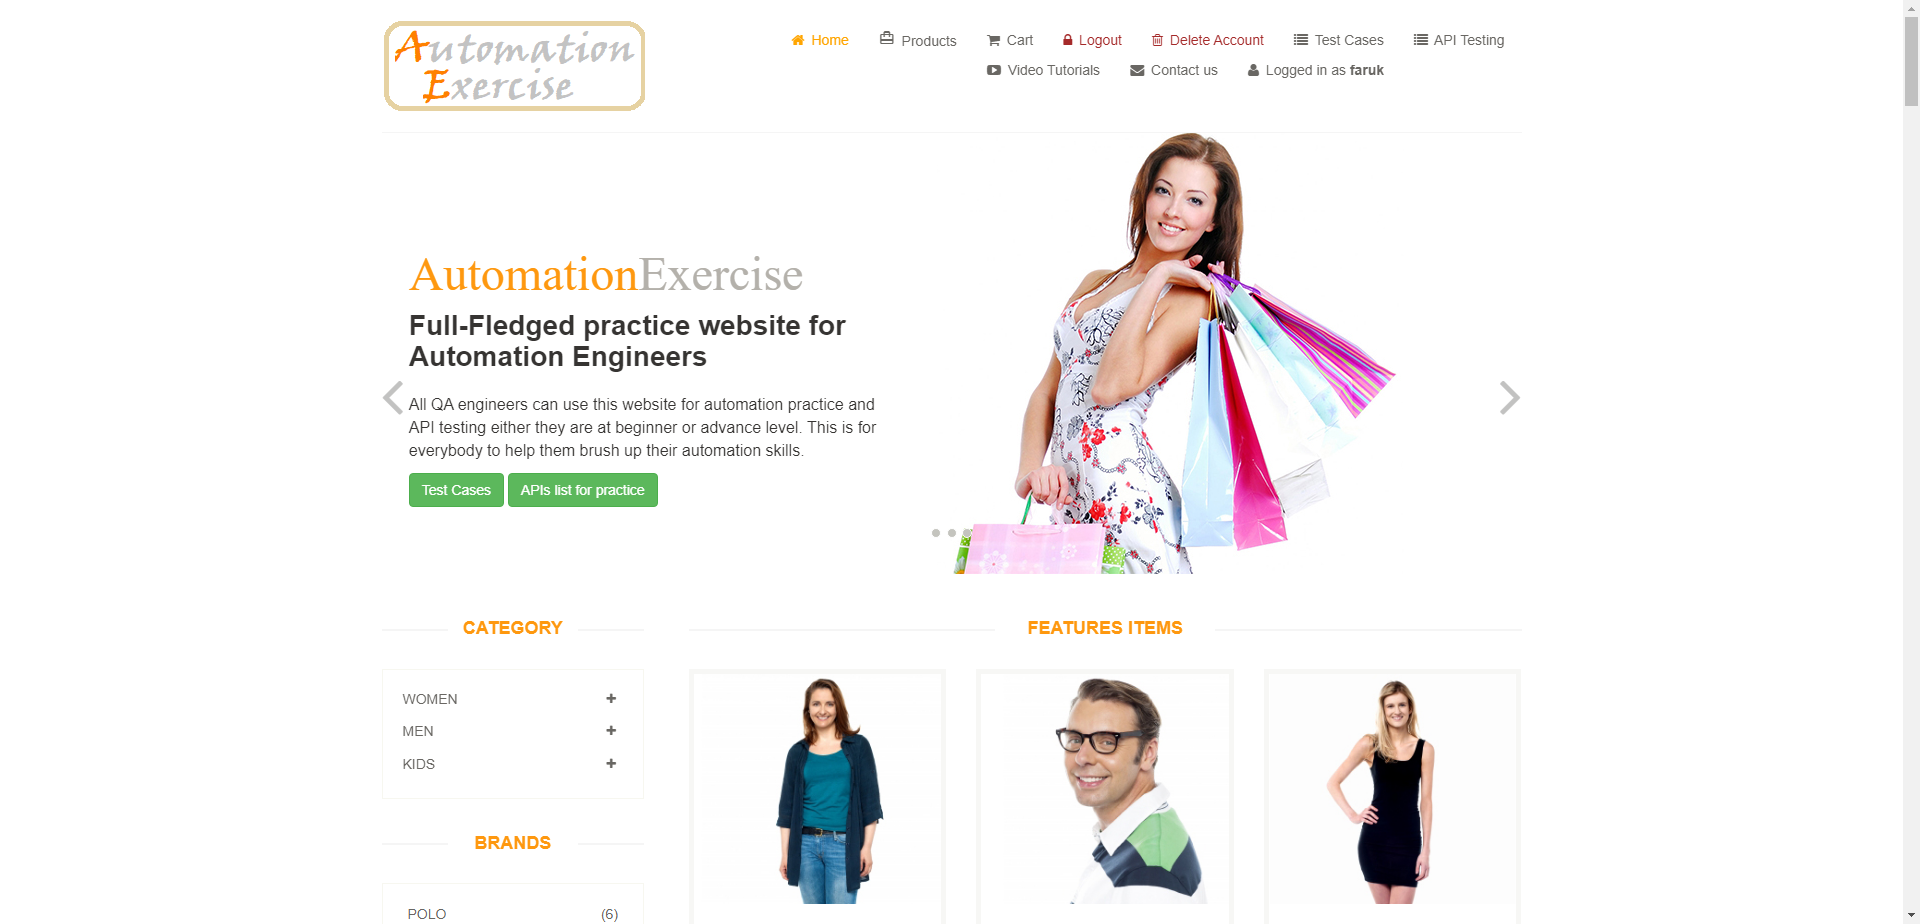 Automation
Exercise
Home Products Cart Logout Delete Account Test Cases API Testing
Video Tutorials Contact us Logged in as faruk
AutomationExercise
Full-Fledged practice website for
Automation Engineers
All QA engineers can use this website for automation practice and
API testing either they are at beginner or advance level. This is for
everybody to help them brush up their automation skills.
Test Cases APIs list for practice
CATEGORY
WOMEN
MEN
KIDS
BRANDS
POLO (6)
FEATURES ITEMS